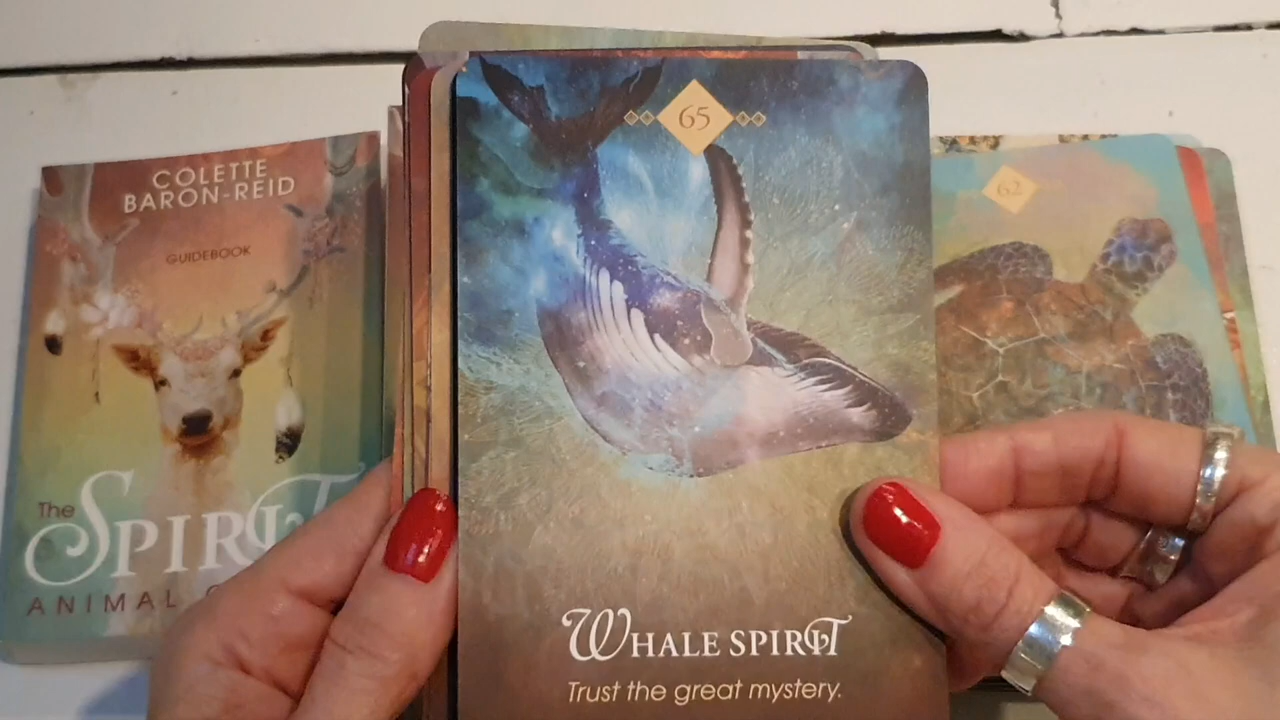 COLETTE
BARON-REID
GUIDEBOOK
The
SPIRIT
ANIMAL
65
WHALE SPIRIT
Trust the great mystery.
62